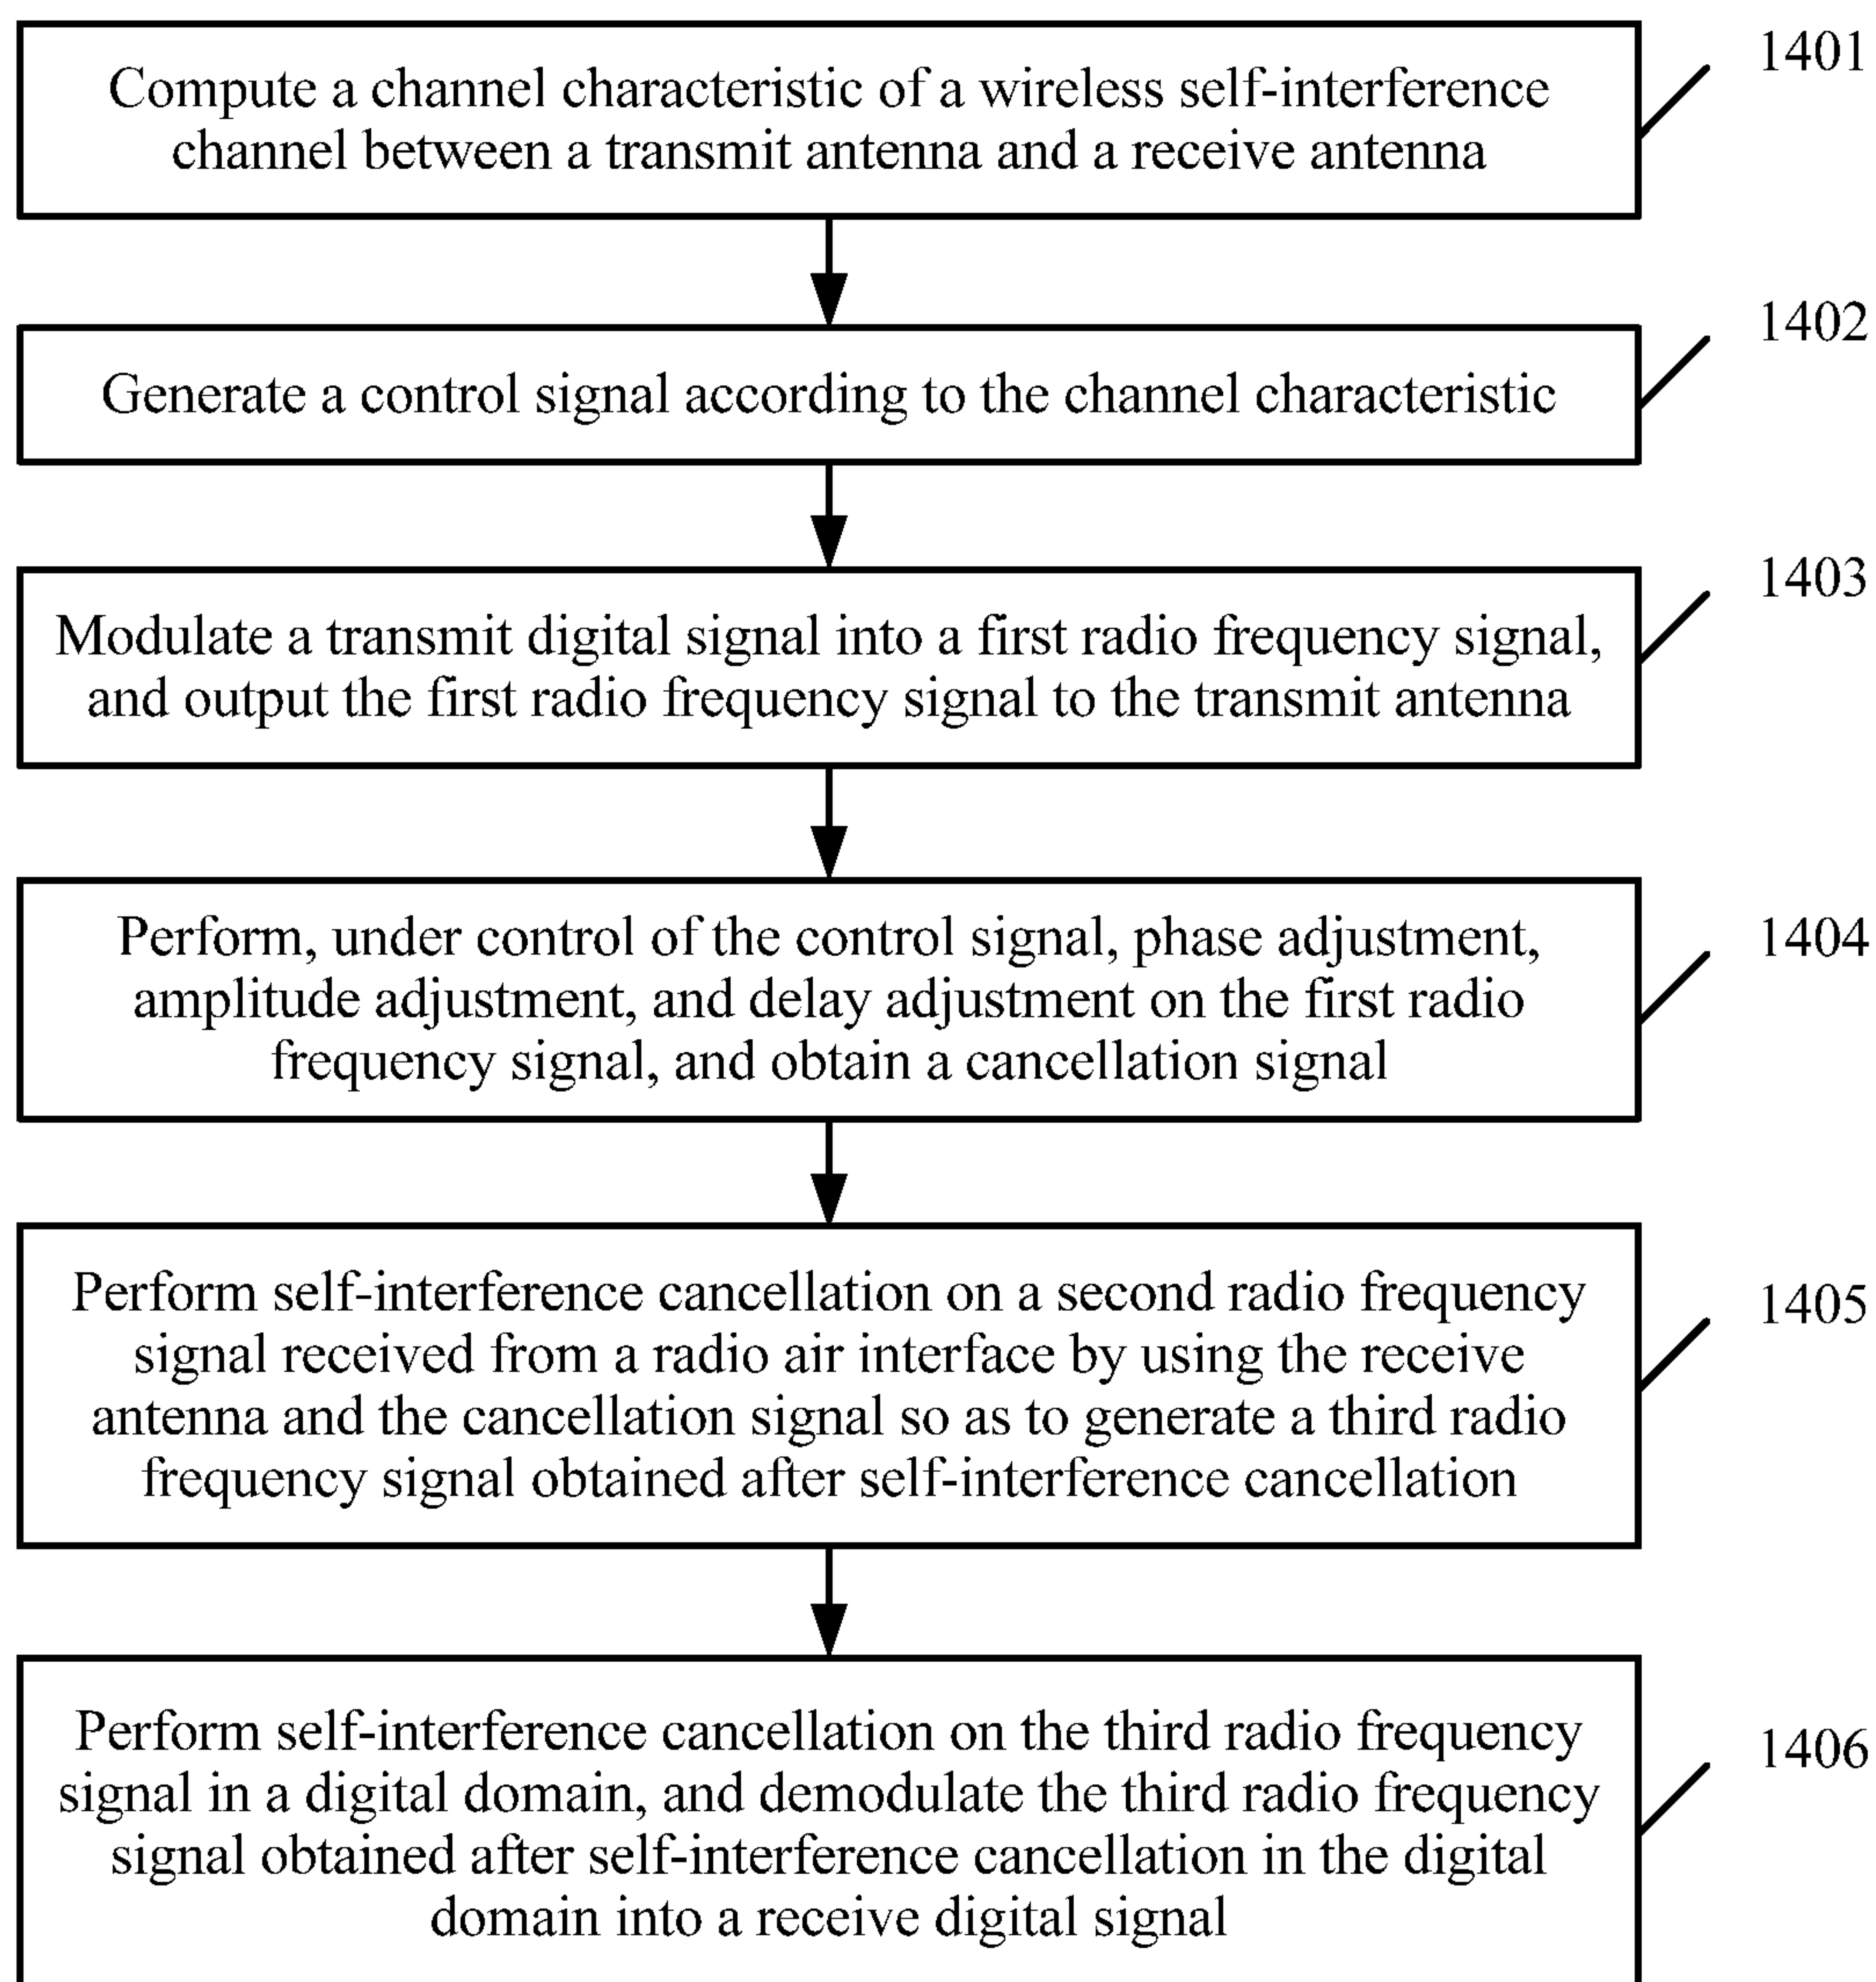 Compute a channel characteristic of a wireless self-interference
channel between a transmit antenna and a receive antenna
1401
Generate a control signal according to the channel characteristic
1402
Modulate a transmit digital signal into a first radio frequency signal,
and output the first radio frequency signal to the transmit antenna
1403
Perform, under control of the control signal, phase adjustment,
amplitude adjustment, and delay adjustment on the first radio
frequency signal, and obtain a cancellation signal
1404
Perform self-interference cancellation on a second radio frequency
signal received from a radio air interface by using the receive
antenna and the cancellation signal so as to generate a third radio
frequency signal obtained after self-interference cancellation
1405
Perform self-interference cancellation on the third radio frequency
signal in a digital domain, and demodulate the third radio frequency
signal obtained after self-interference cancellation in the digital
domain into a receive digital signal
1406